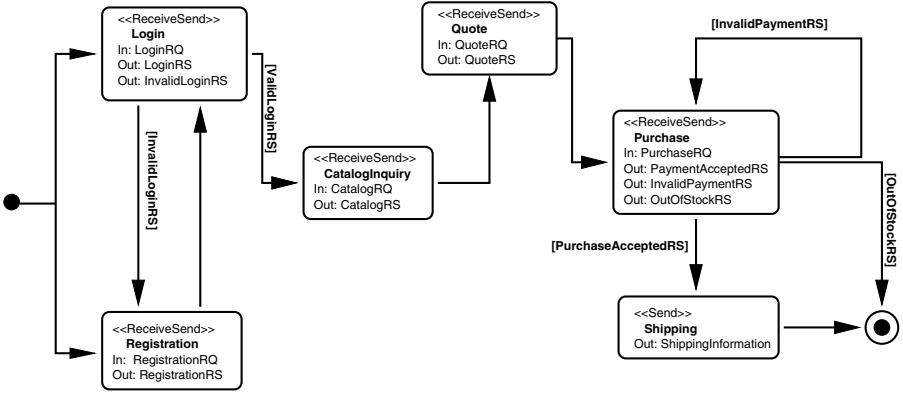 <<ReceiveSend>>
Login
In: LoginRQ
Out: LoginRS
Out: InvalidLoginRS
[ValidLoginRS]
[InvalidLoginRS]
<<ReceiveSend>>
Registration
In: RegistrationRQ
Out: RegistrationRS
<<ReceiveSend>>
CatalogInquiry
In: CatalogRQ
Out: CatalogRS
<<ReceiveSend>>
Quote
In: QuoteRQ
Out: QuoteRS
[InvalidPaymentRS]
<<ReceiveSend>>
Purchase
In: PurchaseRQ
Out: PaymentAcceptedRS
Out: InvalidPaymentRS
Out: OutOfStockRS
[OutOfStockRS]
[PurchaseAcceptedRS]
<<Send>>
Shipping
Out: ShippingInformation